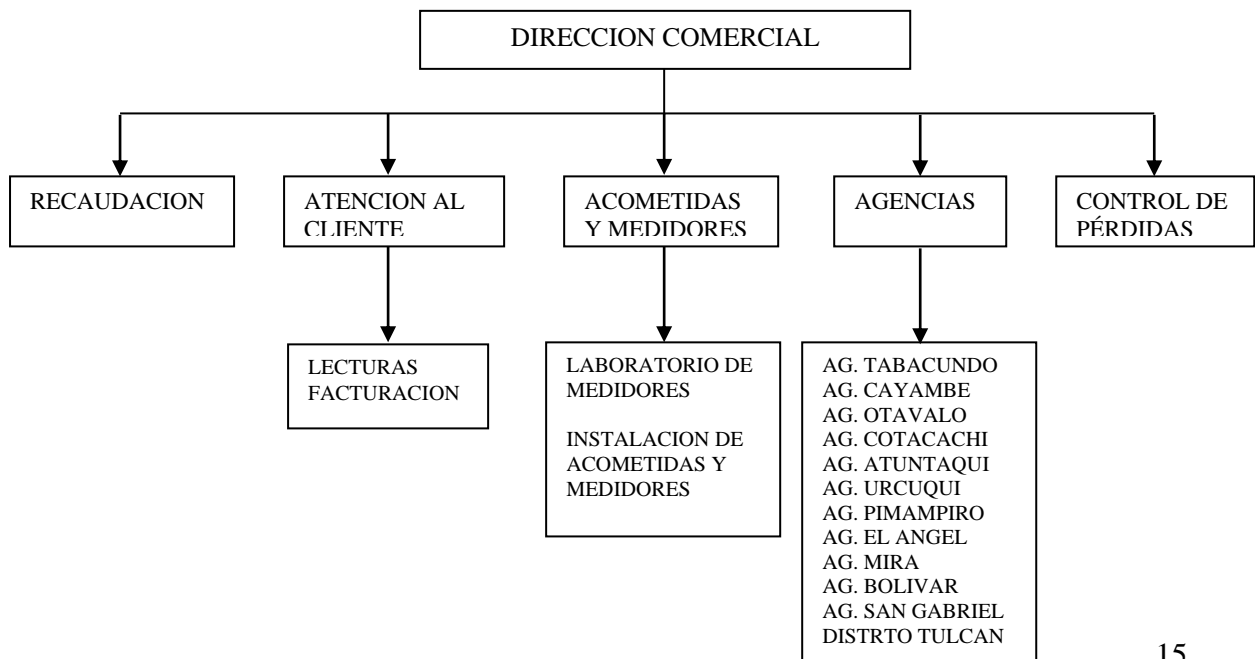 DIRECCION COMERCIAL
RECAUDACION
ATENCION AL
CLIENTE
ACOMETIDAS
Y MEDIDORES
AGENCIAS
CONTROL DE
PÉRDIDAS
LECTURAS
FACTURACION
LABORATORIO DE
MEDIDORES
INSTALACION DE
ACOMETIDAS Y
MEDIDORES
AG. TABACUNDO
AG. CAYAMBE
AG. OTAVALO
AG. COTACACHI
AG. ATUNTAQUI
AG. URCUQUI
AG. PIMAMPIRO
AG. EL ANGEL
AG. MIRA
AG. BOLIVAR
AG. SAN GABRIEL
DISTRTO TULCAN
15